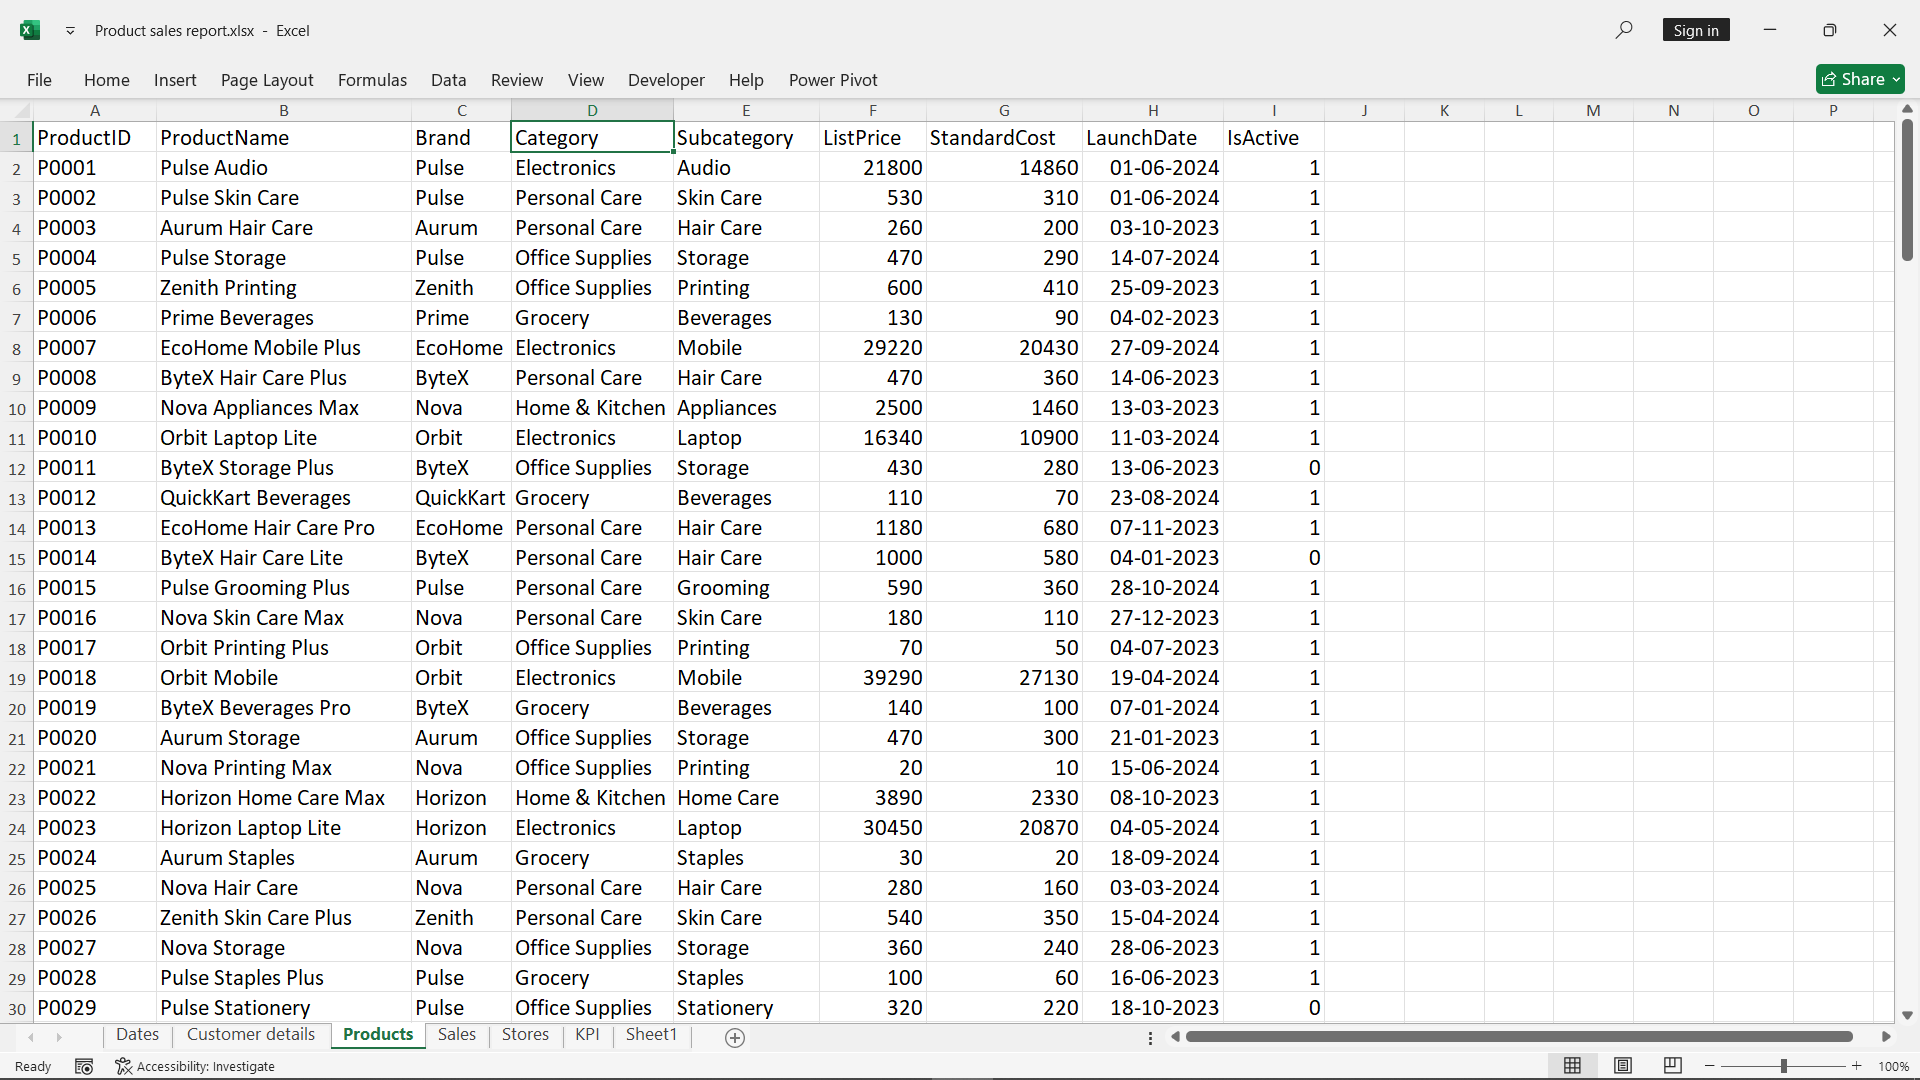 Product sales report.xlsx - Excel
Sign in
File Home Insert Page Layout Formulas Data Review View Developer Help Power Pivot Share
A B C D E F G H I J K L M N O P
1 ProductID ProductName Brand Category Subcategory ListPrice StandardCost LaunchDate IsActive
2 P0001 Pulse Audio Pulse Electronics Audio 21800 14860 01-06-2024 1
3 P0002 Pulse Skin Care Pulse Personal Care Skin Care 530 310 01-06-2024 1
4 P0003 Aurum Hair Care Aurum Personal Care Hair Care 260 200 03-10-2023 1
5 P0004 Pulse Storage Pulse Office Supplies Storage 470 290 14-07-2024 1
6 P0005 Zenith Printing Zenith Office Supplies Printing 600 410 25-09-2023 1
7 P0006 Prime Beverages Prime Grocery Beverages 130 90 04-02-2023 1
8 P0007 EcoHome Mobile Plus EcoHome Electronics Mobile 29220 20430 27-09-2024 1
9 P0008 ByteX Hair Care Plus ByteX Personal Care Hair Care 470 360 14-06-2023 1
10 P0009 Nova Appliances Max Nova Home & Kitchen Appliances 2500 1460 13-03-2023 1
11 P0010 Orbit Laptop Lite Orbit Electronics Laptop 16340 10900 11-03-2024 1
12 P0011 ByteX Storage Plus ByteX Office Supplies Storage 430 280 13-06-2023 0
13 P0012 QuickKart Beverages QuickKart Grocery Beverages 110 70 23-08-2024 1
14 P0013 EcoHome Hair Care Pro EcoHome Personal Care Hair Care 1180 680 07-11-2023 1
15 P0014 ByteX Hair Care Lite ByteX Personal Care Hair Care 1000 580 04-01-2023 0
16 P0015 Pulse Grooming Plus Pulse Personal Care Grooming 590 360 28-10-2024 1
17 P0016 Nova Skin Care Max Nova Personal Care Skin Care 180 110 27-12-2023 1
18 P0017 Orbit Printing Plus Orbit Office Supplies Printing 70 50 04-07-2023 1
19 P0018 Orbit Mobile Orbit Electronics Mobile 39290 27130 19-04-2024 1
20 P0019 ByteX Beverages Pro ByteX Grocery Beverages 140 100 07-01-2024 1
21 P0020 Aurum Storage Aurum Office Supplies Storage 470 300 21-01-2023 1
22 P0021 Nova Printing Max Nova Office Supplies Printing 20 10 15-06-2024 1
23 P0022 Horizon Home Care Max Horizon Home & Kitchen Home Care 3890 2330 08-10-2023 1
24 P0023 Horizon Laptop Lite Horizon Electronics Laptop 30450 20870 04-05-2024 1
25 P0024 Aurum Staples Aurum Grocery Staples 30 20 18-09-2024 1
26 P0025 Nova Hair Care Nova Personal Care Hair Care 280 160 03-03-2024 1
27 P0026 Zenith Skin Care Plus Zenith Personal Care Skin Care 540 350 15-04-2024 1
28 P0027 Nova Storage Nova Office Supplies Storage 360 240 28-06-2023 1
29 P0028 Pulse Staples Plus Pulse Grocery Staples 100 60 16-06-2023 1
30 P0029 Pulse Stationery Pulse Office Supplies Stationery 320 220 18-10-2023 0
Dates Customer details Products Sales Stores KPI Sheet1
Ready Accessibility: Investigate 100%